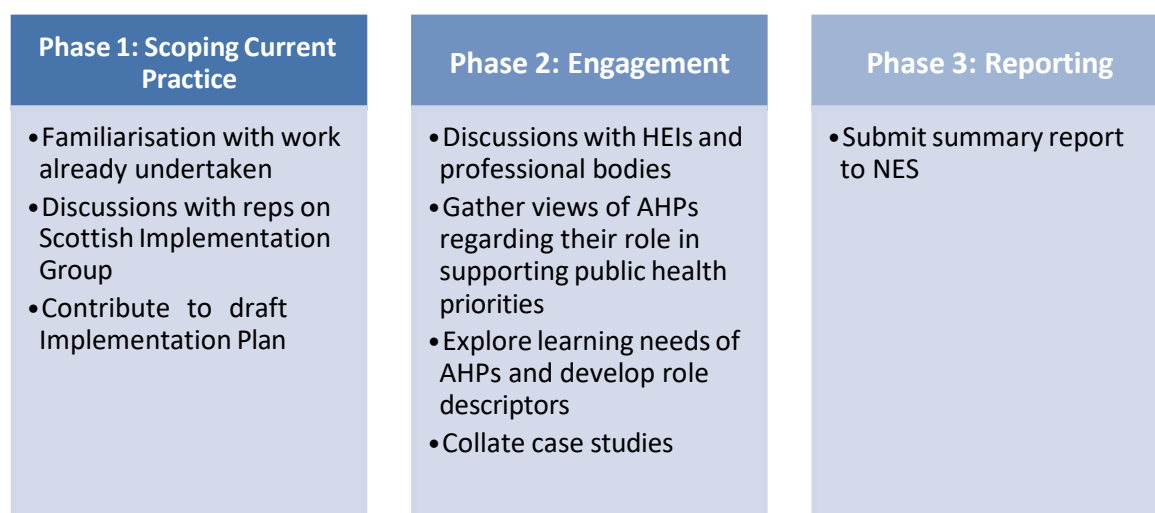 Phase 1: Scoping Current
Practice
•Familiarisation with work
already undertaken
•Discussions with reps on
Scottish Implementation
Group
•Contribute to draft
Implementation Plan
Phase 2: Engagement
•Discussions with HEIs and
professional bodies
•Gather views of AHPs
regarding their role in
supporting public health
priorities
•Explore learning needs of
AHPs and develop role
descriptors
•Collate case studies
Phase 3: Reporting
•Submit summary report
to NES